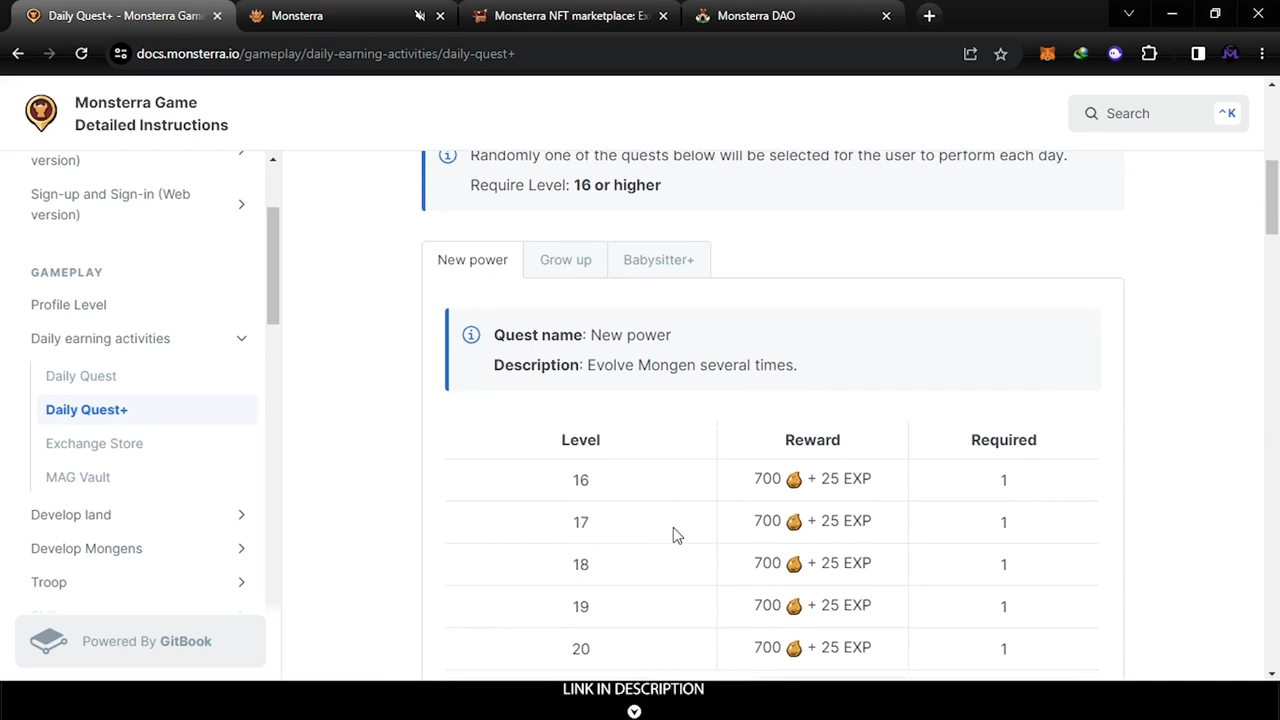 Daily Quest+ - Monsterra Gam
Monsterra
Monsterra NFT marketplace: Ex
Monsterra DAO
docs.monsterra.io/gameplay/daily-earning-activities/daily-quest+
Monsterra Game
Detailed Instructions
Search
^K
version)
Sign-up and Sign-in (Web
version)
GAMEPLAY
Profile Level
Daily earning activities
Daily Quest
Daily Quest+
Exchange Store
MAG Vault
Develop land
Develop Mongens
Troop
Powered By GitBook
Randomly one of the quests below will be selected for the user to perform each day.
Require Level: 16 or higher
New power
Grow up
Babysitter+
Quest name: New power
Description: Evolve Mongen several times.
Level Reward Required
16 700 + 25 EXP 1
17 700 + 25 EXP 1
18 700 + 25 EXP 1
19 700 + 25 EXP 1
20 700 + 25 EXP 1
LINK IN DESCRIPTION